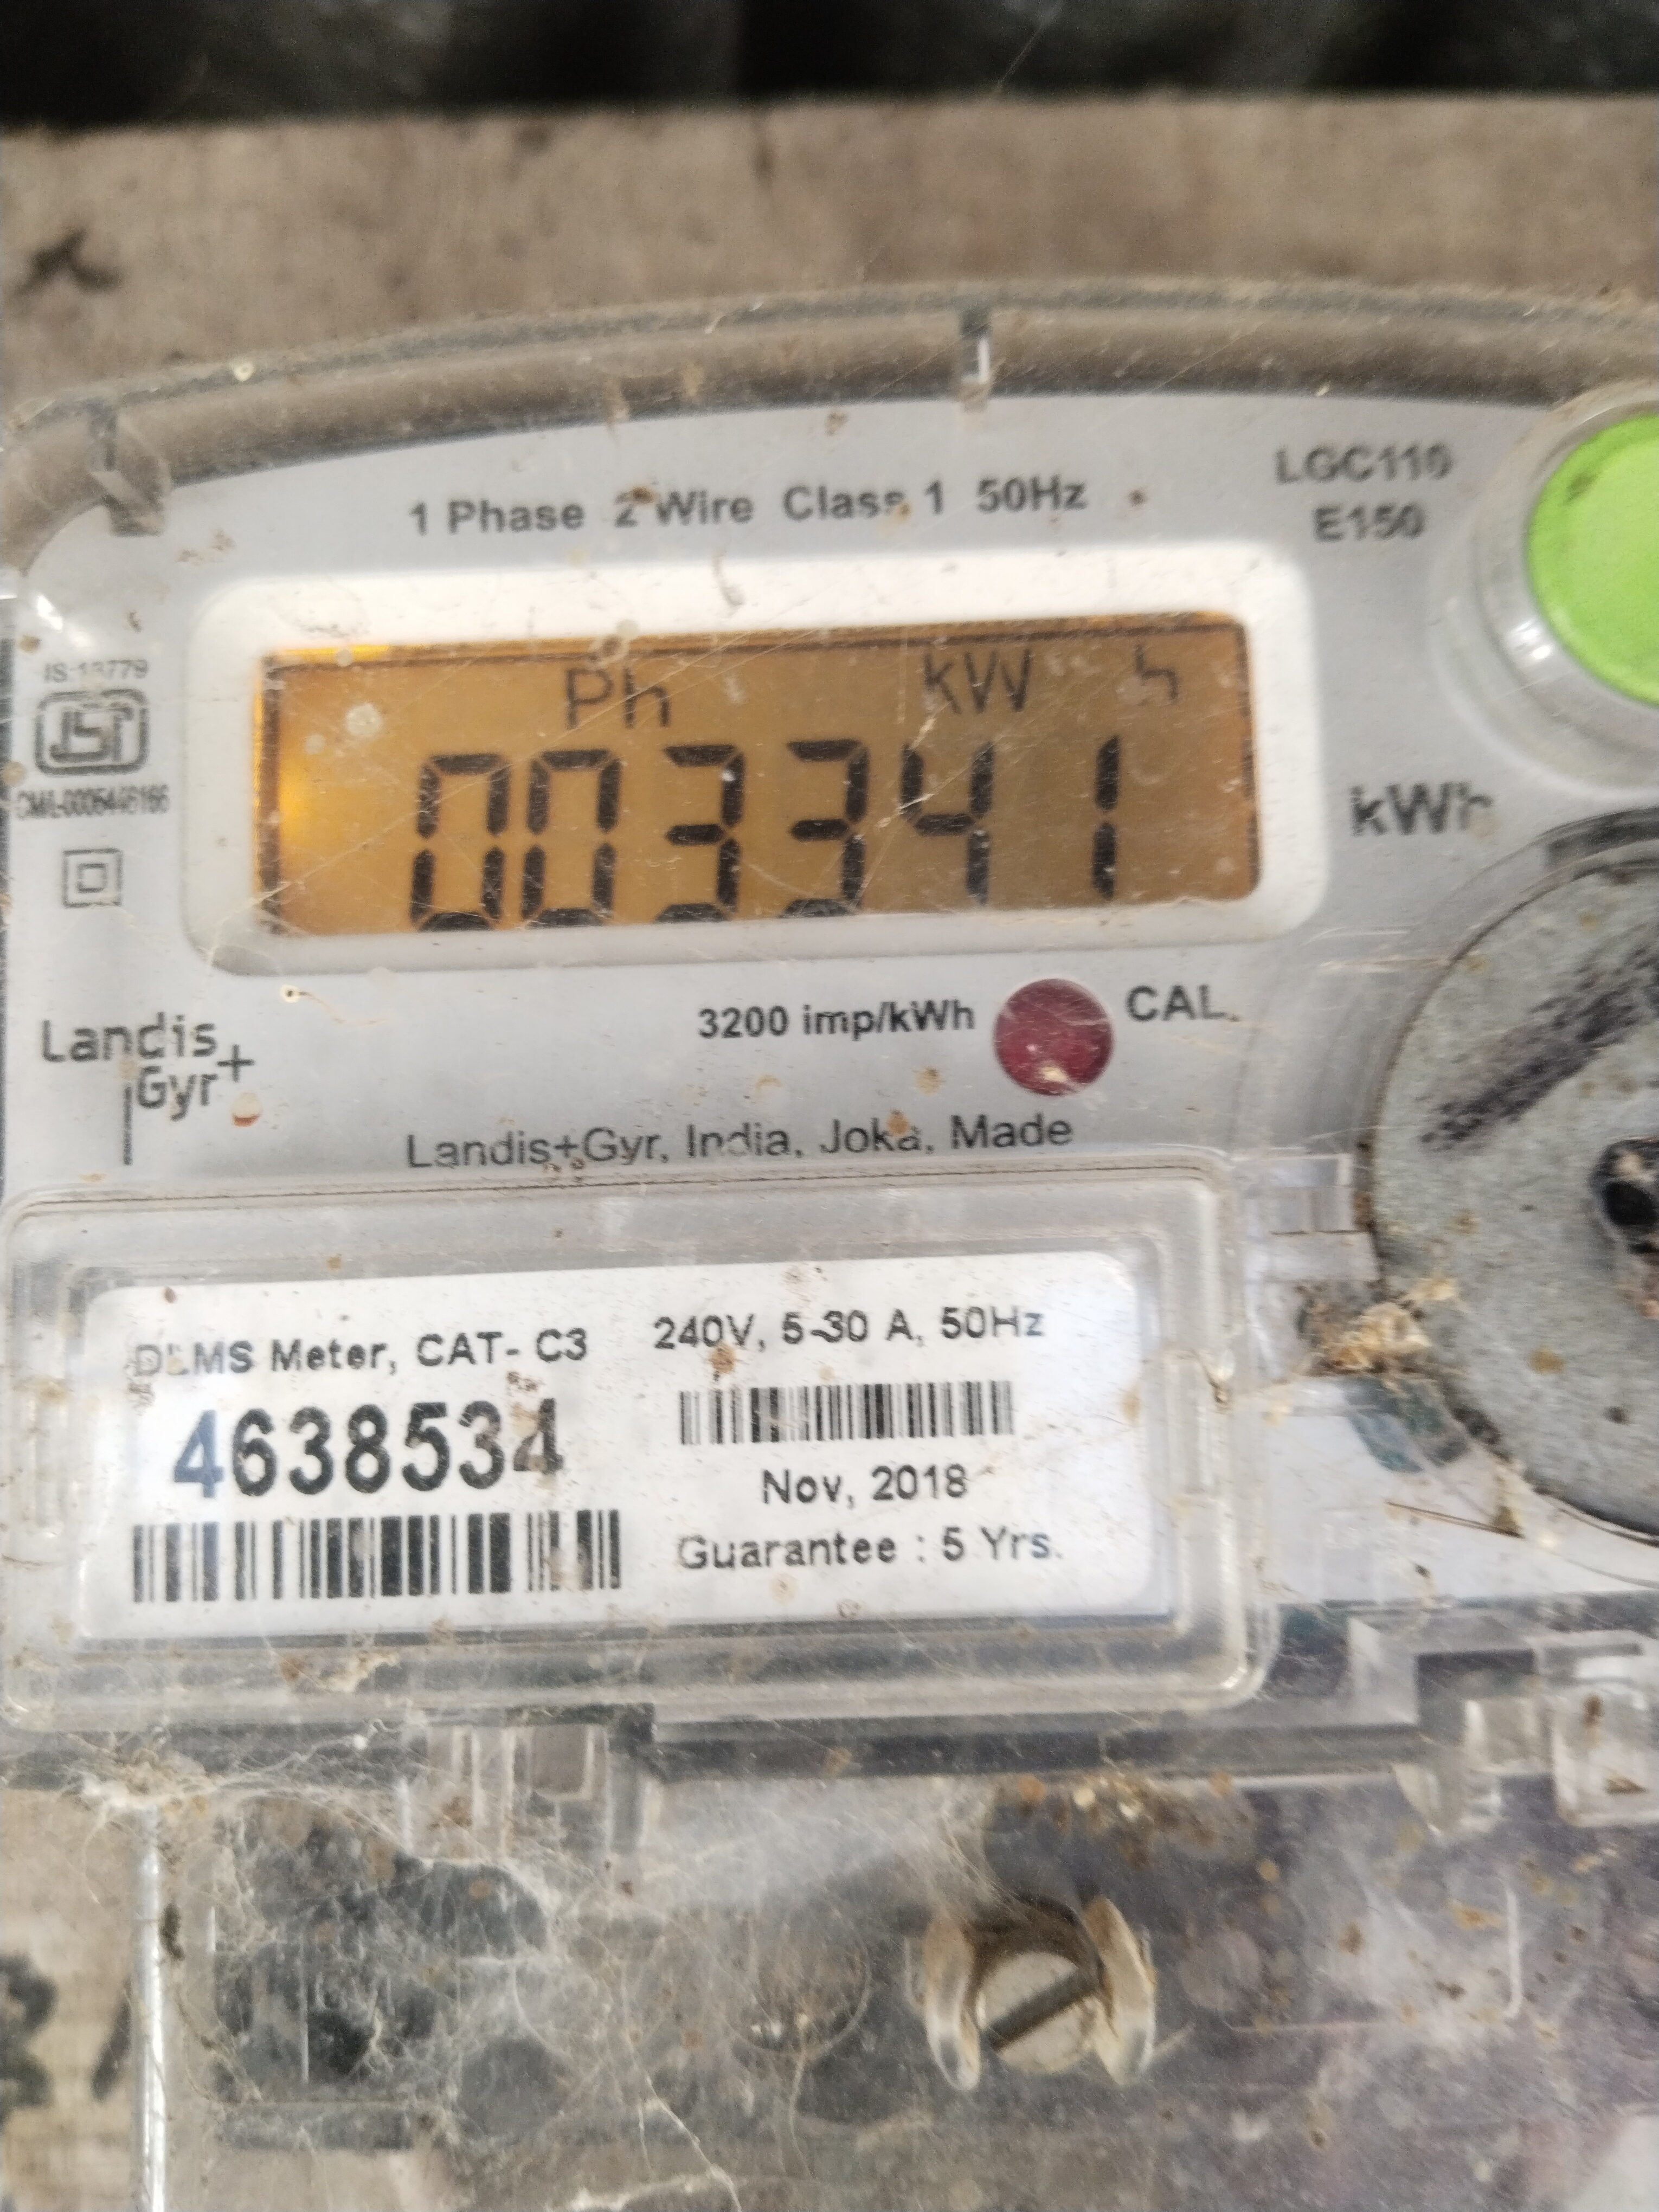 LGC110
E150
1 Phase 2 Wire Class 1 50Hz
IS:13779
ISI
Ph kW h
003341
kWh
3200 imp/kWh CAL.
Landis
Gyr+
Landis+Gyr, India, Joka, Made
DLMS Meter, CAT- C3 240V, 5-30 A, 50Hz
4638534
Nov, 2018
Guarantee : 5 Yrs.